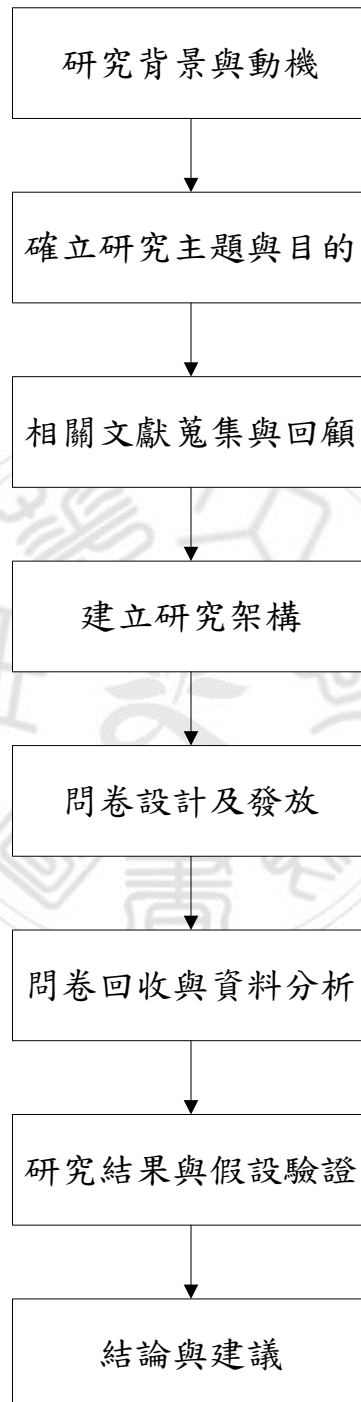 研究背景與動機
確立研究主題與目的
相關文獻蒐集與回顧
建立研究架構
問卷設計及發放
問卷回收與資料分析
研究結果與假設驗證
結論與建議